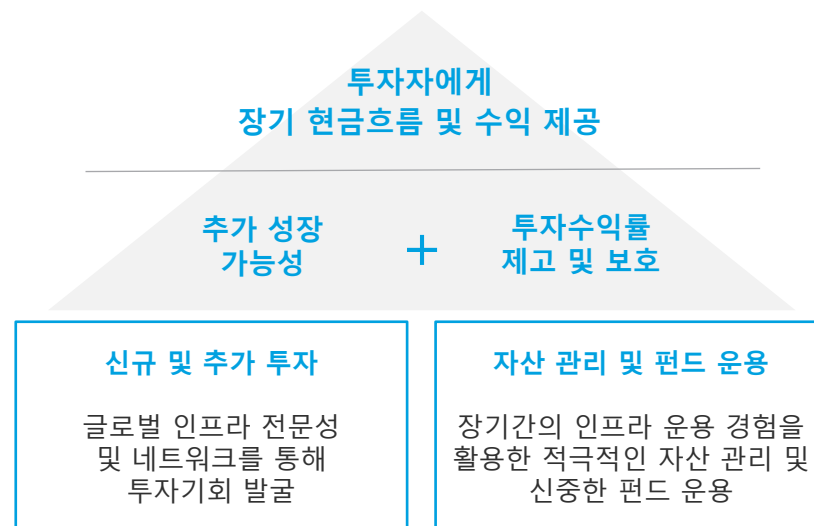 투자자에게
장기 현금흐름 및 수익 제공
추가 성장
가능성
+
투자수익률
제고 및 보호
신규 및 추가 투자
글로벌 인프라 전문성
및 네트워크를 통해
투자기회 발굴
자산 관리 및 펀드 운용
장기간의 인프라 운용 경험을
활용한 적극적인 자산 관리 및
신중한 펀드 운용